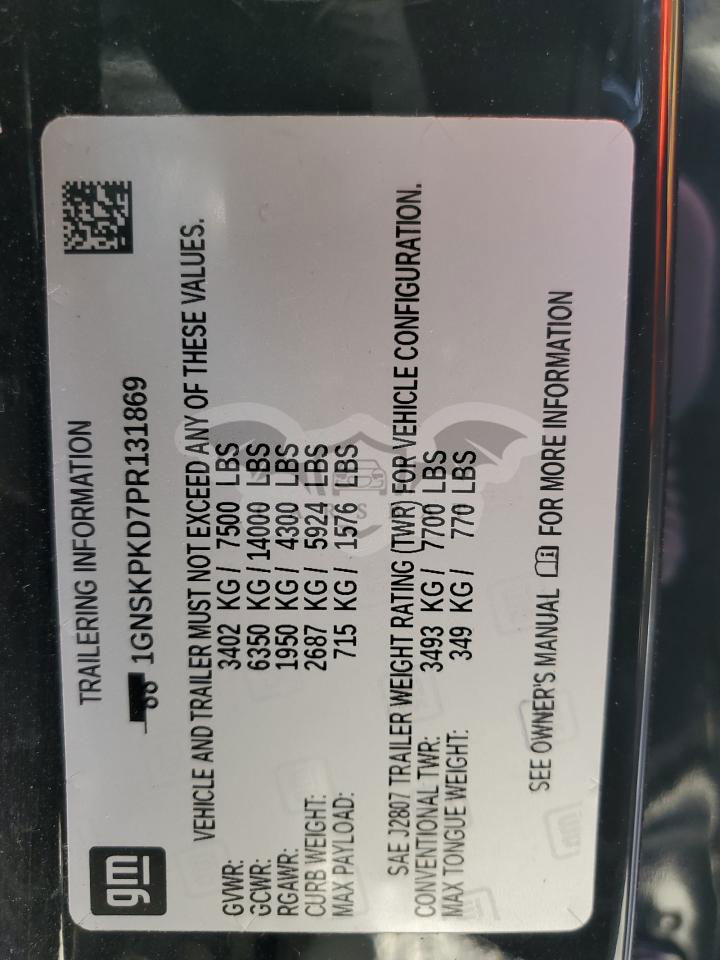 gm
TRAILERING INFORMATION
1GNSKPKD7PR131869
VEHICLE AND TRAILER MUST NOT EXCEED ANY OF THESE VALUES.
GVWR: 3402 KG / 7500 LBS
GCWR: 6350 KG / 14000 LBS
RGAWR: 1950 KG / 4300 LBS
CURB WEIGHT: 2687 KG / 5924 LBS
MAX PAYLOAD: 715 KG / 1576 LBS
SAE J2807 TRAILER WEIGHT RATING (TWR) FOR VEHICLE CONFIGURATION.
CONVENTIONAL TWR: 3493 KG / 7700 LBS
MAX TONGUE WEIGHT: 349 KG / 770 LBS
SEE OWNER'S MANUAL FOR MORE INFORMATION